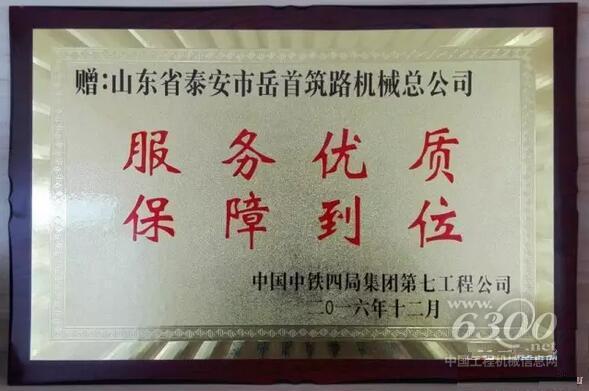 赠:山东省泰安市岳首筑路机械总公司
服务优质
保障到位
中国中铁四局集团第七工程公司
二〇一六年十二月
www.6300.net
中国工程机械信息网